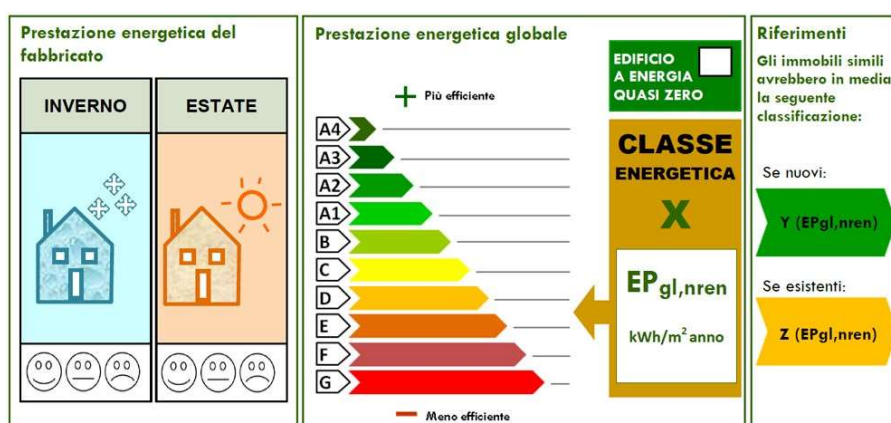 Prestazione energetica del
fabbricato
INVERNO
ESTATE
Prestazione energetica globale
Più efficiente
A4
A3
A2
A1
B
C
D
E
F
G
Meno efficiente
EDIFICIO
A ENERGIA
QUASI ZERO
CLASSE
ENERGETICA
X
EPgl,nren
kWh/m² anno
Riferimenti
Gli immobili simili
avrebbero in media
la seguente
classificazione:
Se nuovi:
Y (EPgl,nren)
Se esistenti:
Z (EPgl,nren)